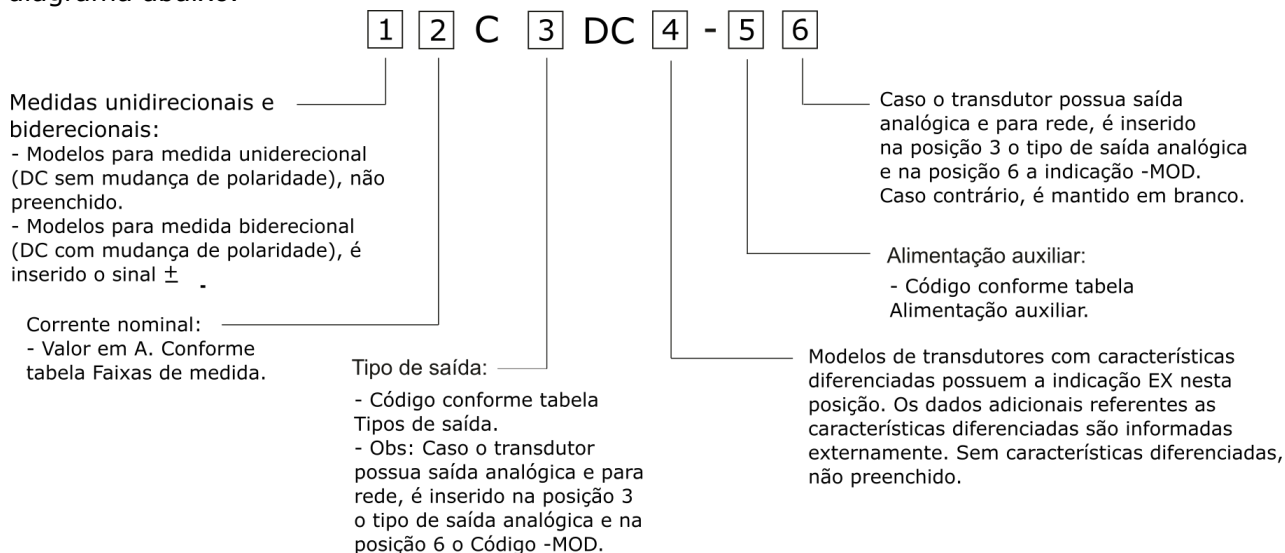 diagrama abaixo:
1 2 C 3 DC 4 - 5 6
Medidas unidirecionais e
biderecionais:
- Modelos para medida uniderecional
(DC sem mudança de polaridade), não
preenchido.
- Modelos para medida biderecional
(DC com mudança de polaridade), é
inserido o sinal ± .
Corrente nominal:
- Valor em A. Conforme
tabela Faixas de medida.
Tipo de saída:
- Código conforme tabela
Tipos de saída.
- Obs: Caso o transdutor
possua saída analógica e para
rede, é inserido na posição 3
o tipo de saída analógica e na
posição 6 o Código -MOD.
Caso o transdutor possua saída
analógica e para rede, é inserido
na posição 3 o tipo de saída analógica
e na posição 6 a indicação -MOD.
Caso contrário, é mantido em branco.
Alimentação auxiliar:
- Código conforme tabela
Alimentação auxiliar.
Modelos de transdutores com características
diferenciadas possuem a indicação EX nesta
posição. Os dados adicionais referentes as
características diferenciadas são informadas
externamente. Sem características diferenciadas,
não preenchido.